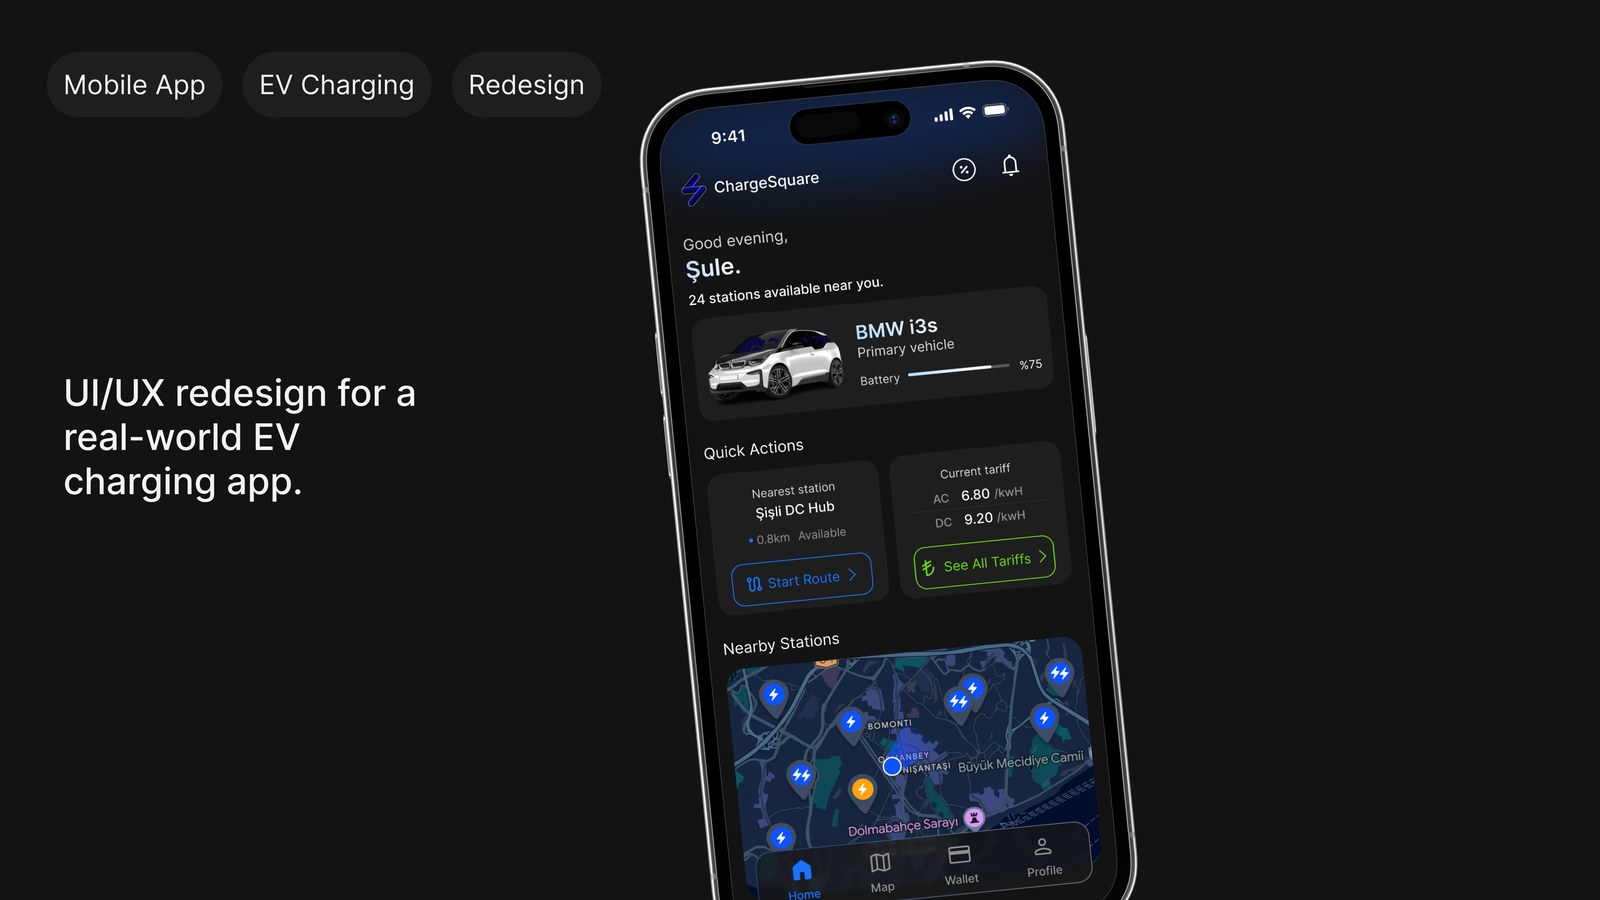 Mobile App
EV Charging
Redesign
UI/UX redesign for a
real-world EV
charging app.
9:41
ChargeSquare
Good evening,
Şule.
24 stations available near you.
BMW i3s
Primary vehicle
Battery %75
Quick Actions
Nearest station
Şişli DC Hub
0.8km Available
Start Route
Current tariff
AC 6.80 /kwH
DC 9.20 /kwH
See All Tariffs
Nearby Stations
BOMONTI
NIŞANTAŞI
Büyük Mecidiye Camii
Dolmabahçe Sarayı
Home
Map
Wallet
Profile